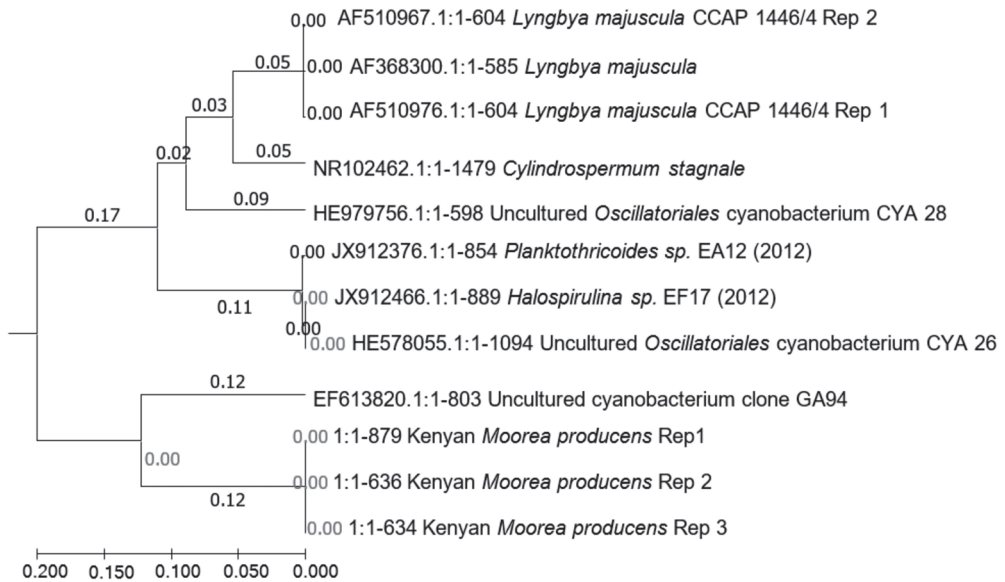 0.00 AF510967.1:1-604 Lyngbya majuscula CCAP 1446/4 Rep 2
0.05
0.00 AF368300.1:1-585 Lyngbya majuscula
0.03
0.00 AF510976.1:1-604 Lyngbya majuscula CCAP 1446/4 Rep 1
0.02
0.05
NR102462.1:1-1479 Cylindrospermum stagnale
0.09
0.17
HE979756.1:1-598 Uncultured Oscillatoriales cyanobacterium CYA 28
0.00 JX912376.1:1-854 Planktothricoides sp. EA12 (2012)
0.00 JX912466.1:1-889 Halospirulina sp. EF17 (2012)
0.11
0.00
0.00 HE578055.1:1-1094 Uncultured Oscillatoriales cyanobacterium CYA 26
0.12
EF613820.1:1-803 Uncultured cyanobacterium clone GA94
0.00 1:1-879 Kenyan Moorea producens Rep1
0.00
0.00 1:1-636 Kenyan Moorea producens Rep 2
0.12
0.00 1:1-634 Kenyan Moorea producens Rep 3
0.200 0.150 0.100 0.050 0.000